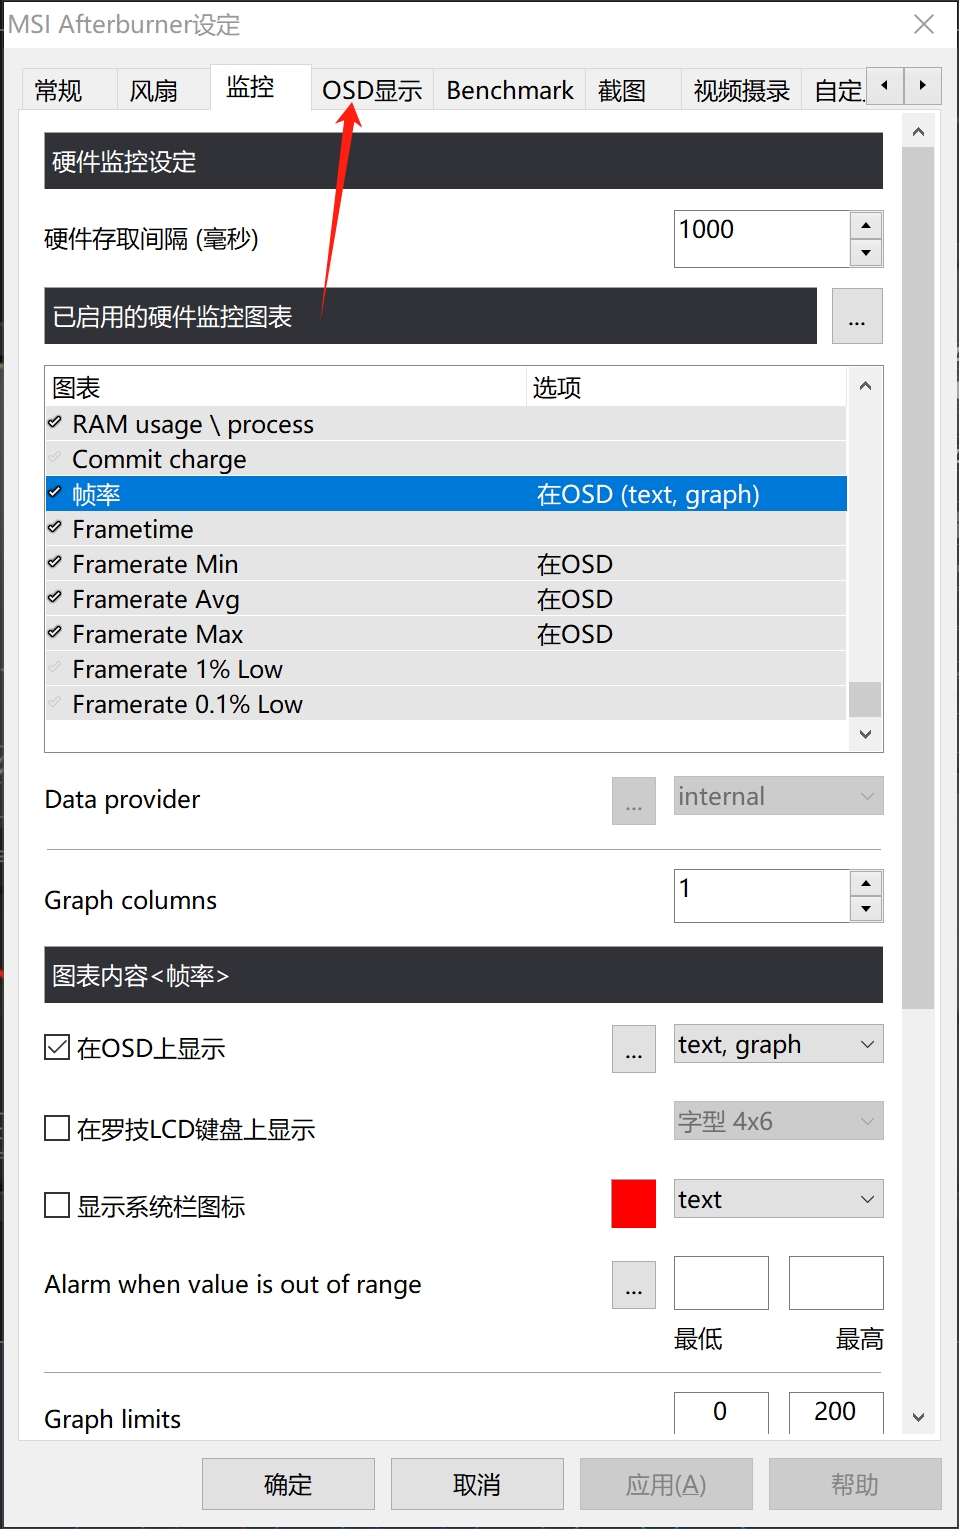 MSI Afterburner设定
常规 风扇 监控 OSD显示 Benchmark 截图 视频摄录 自定
硬件监控设定
硬件存取间隔 (毫秒) 1000
已启用的硬件监控图表 ...
图表 选项
RAM usage \ process
Commit charge
帧率 在OSD (text, graph)
Frametime
Framerate Min 在OSD
Framerate Avg 在OSD
Framerate Max 在OSD
Framerate 1% Low
Framerate 0.1% Low
Data provider ... internal
Graph columns 1
图表内容<帧率>
在OSD上显示 ... text, graph
在罗技LCD键盘上显示 字型 4x6
显示系统栏图标 text
Alarm when value is out of range ...
最低 最高
Graph limits 0 200
确定 取消 应用(A) 帮助